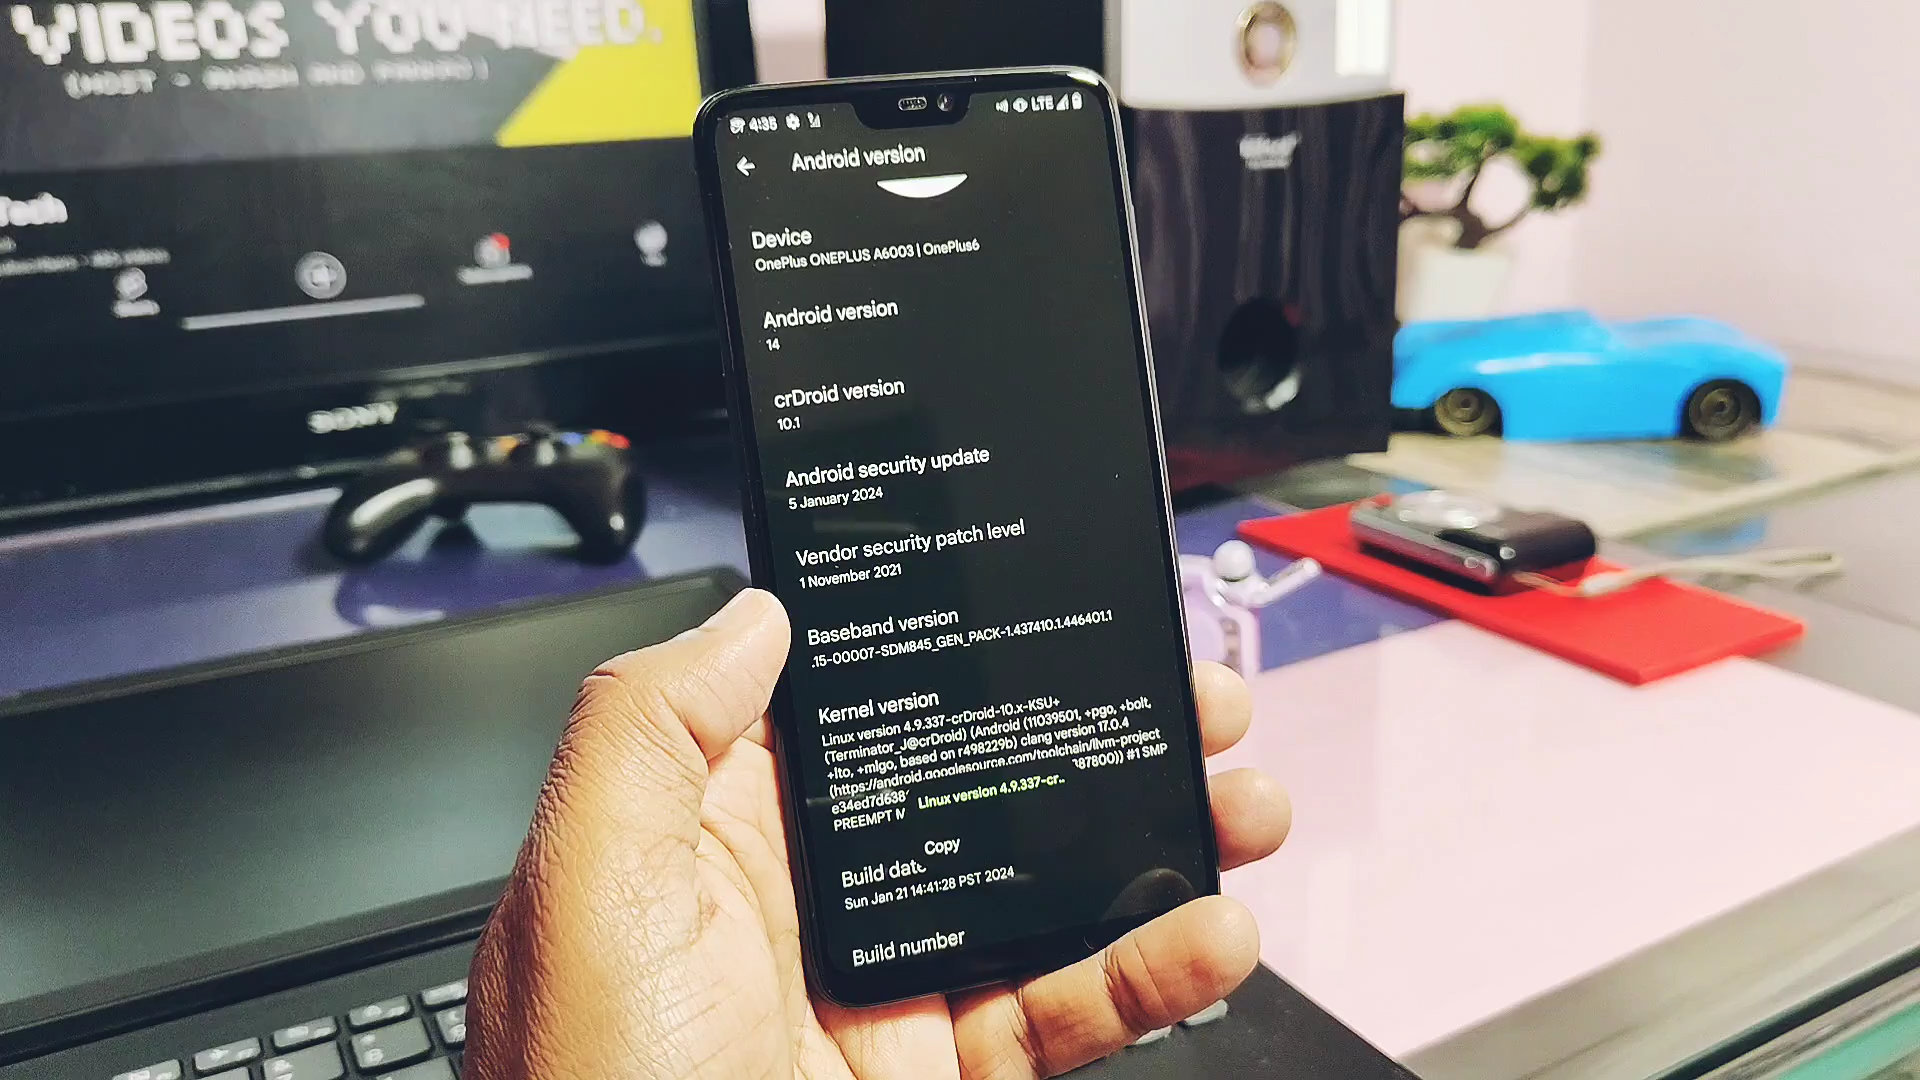 VIDEOS YOU NEED.
Tech
SONY
4:35
LTE
Android version
Device
OnePlus ONEPLUS A6003 | OnePlus6
Android version
14
crDroid version
10.1
Android security update
5 January 2024
Vendor security patch level
1 November 2021
Baseband version
.15-00007-SDM845_GEN_PACK-1.437410.1.446401.1
Kernel version
Linux version 4.9.337-crDroid-10.x-KSU+
(Terminator_J@crDroid) (Android (11039501, +pgo, +bolt,
+lto, +mlgo, based on r498229b) clang version 17.0.4
(https://android.googlesource.com/toolchain/llvm-project
e34ed7d638 387800)) #1 SMP
PREEMPT
Linux version 4.9.337-cr..
Copy
Build date
Sun Jan 21 14:41:28 PST 2024
Build number